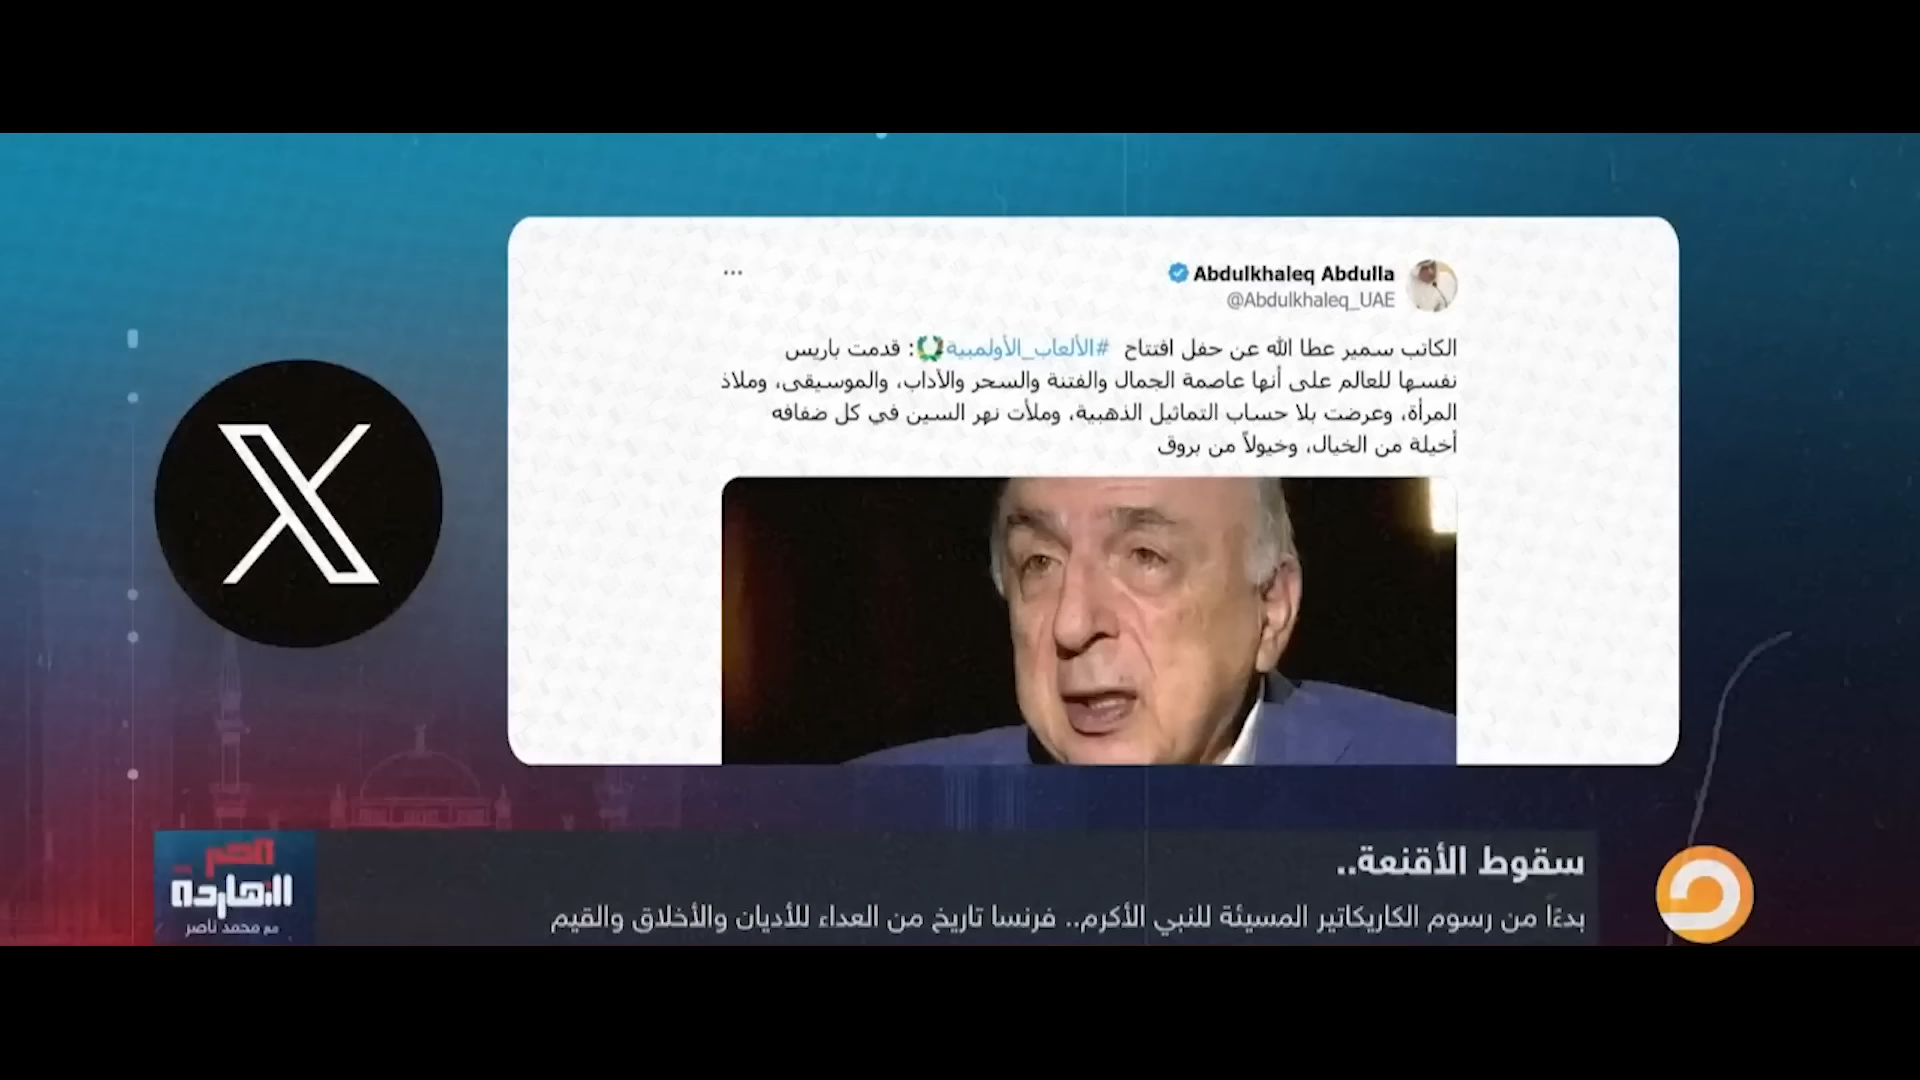 Abdulkhaleq Abdulla
@Abdulkhaleq_UAE
الكاتب سمير عطا الله عن حفل افتتاح #الألعاب_الأولمبية: قدمت باريس
نفسها للعالم على أنها عاصمة الجمال والفتنة والسحر والآداب، والموسيقى، وملاذ
المرأة، وعرضت بلا حساب التماثيل الذهبية، وملأت نهر السين في كل ضفافه
أخيلة من الخيال، وخيولاً من بروق
سقوط الأقنعة..
بدءًا من رسوم الكاريكاتير المسيئة للنبي الأكرم.. فرنسا تاريخ من العداء للأديان والأخلاق والقيم
مصر
النهاردة
مع محمد ناصر